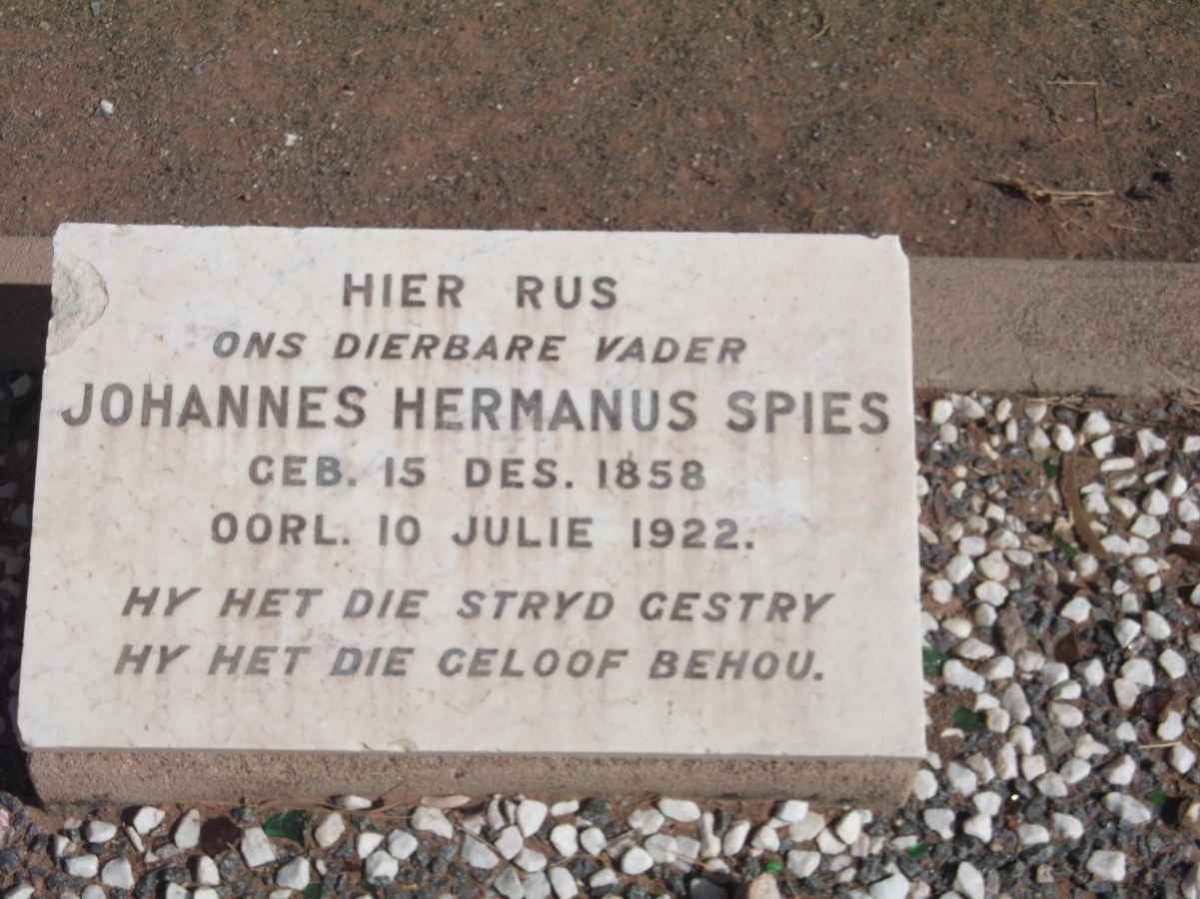 HIER RUS
ONS DIERBARE VADER
JOHANNES HERMANUS SPIES
GEB. 15 DES. 1858
OORL. 10 JULIE 1922.
HY HET DIE STRYD GESTRY
HY HET DIE GELOOF BEHOU.